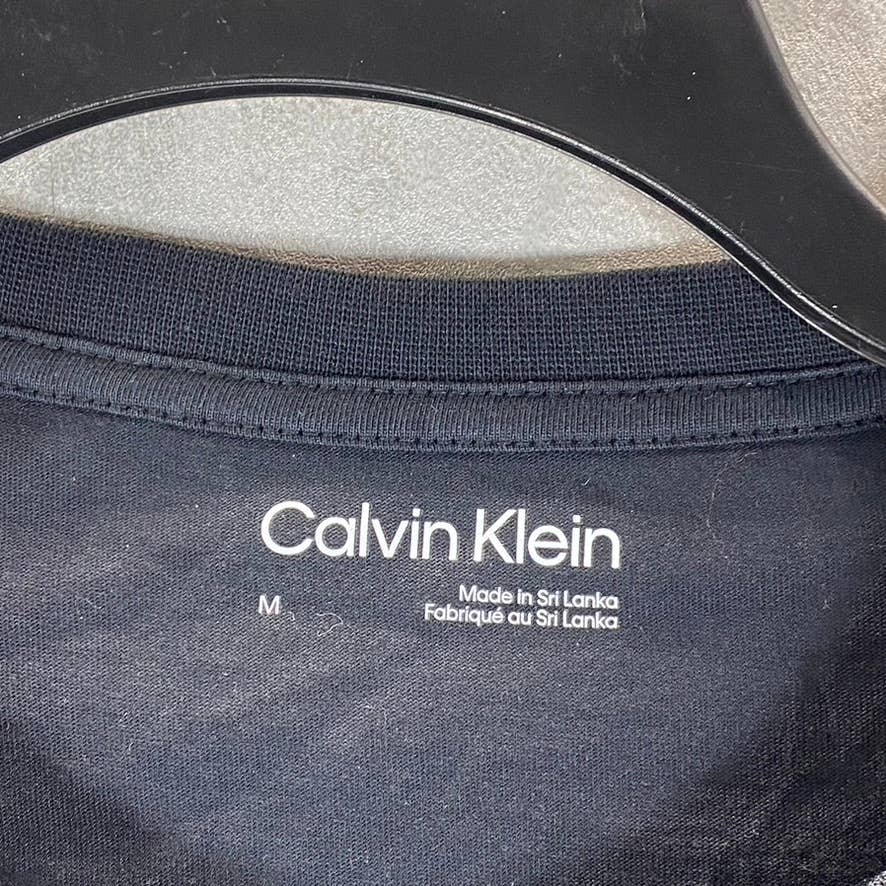 Calvin Klein
M
Made in Sri Lanka
Fabriqué au Sri Lanka